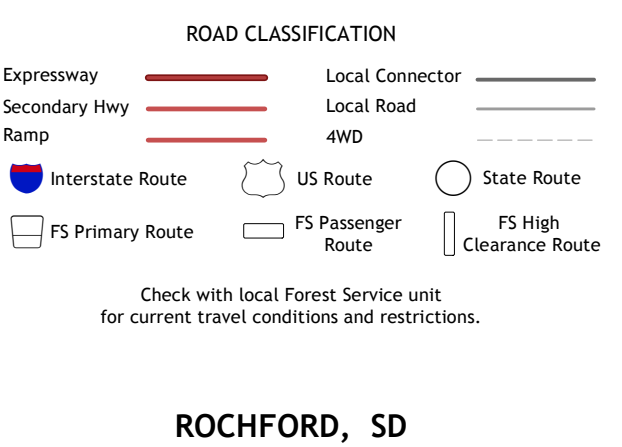 ROAD CLASSIFICATION
Expressway
Local Connector
Secondary Hwy
Local Road
Ramp
4WD
Interstate Route
US Route
State Route
FS Primary Route
FS Passenger
Route
FS High
Clearance Route
Check with local Forest Service unit
for current travel conditions and restrictions.
ROCHFORD, SD